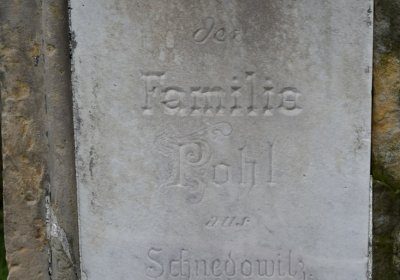 der
Familie
Pohl
aus
Schnedowitz